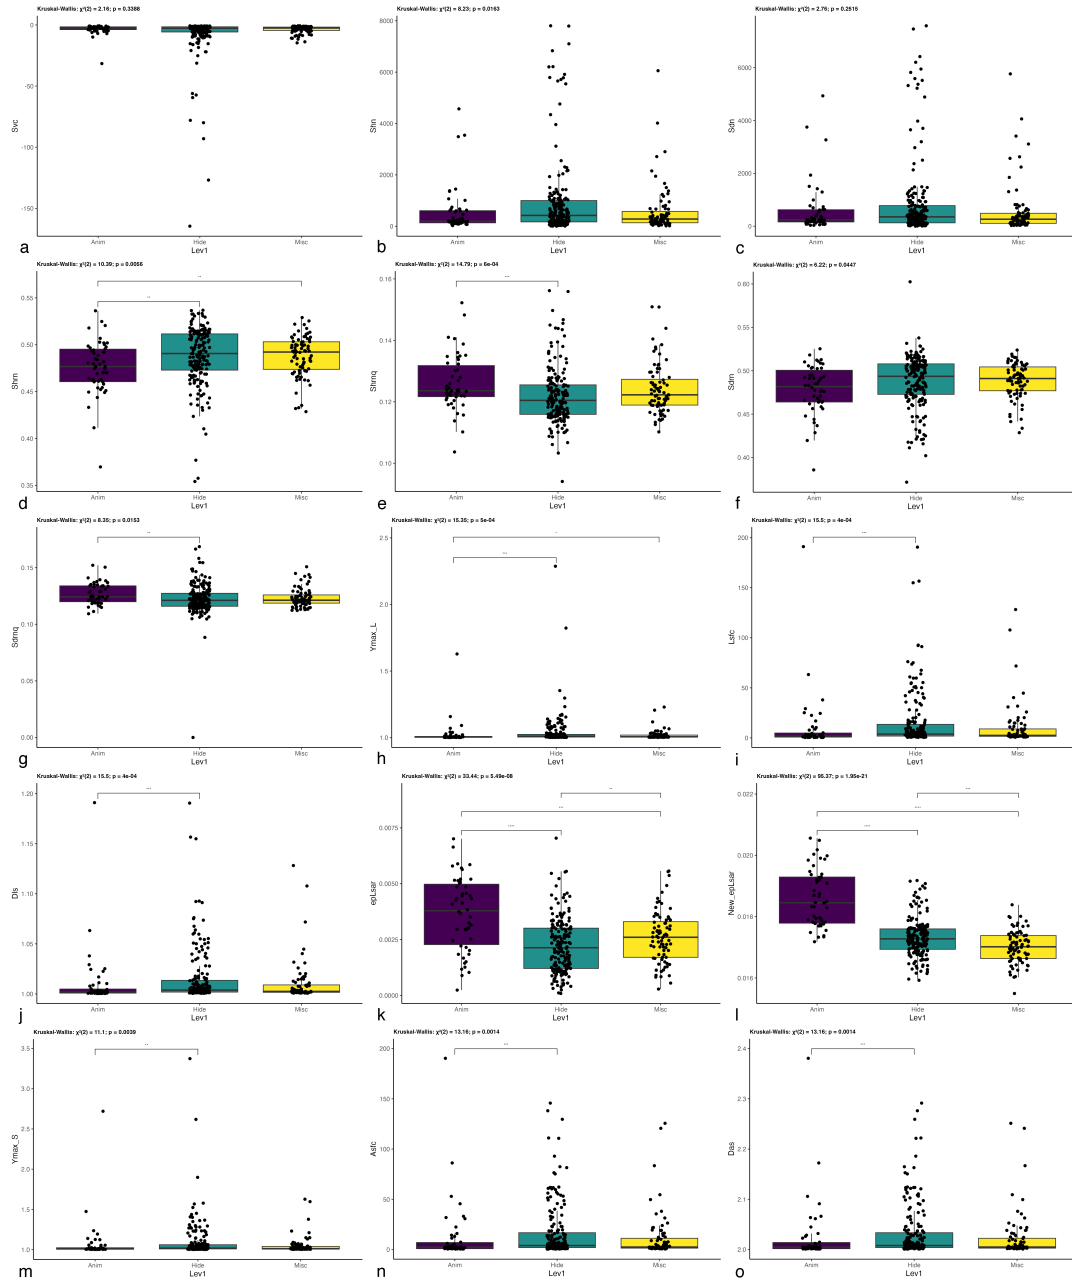 Kruskal-Wallis: χ²(2) = 2.16; p = 0.3388
0
-50
-100
-150
Svc
Anim Hide Misc
Lev1
a
Kruskal-Wallis: χ²(2) = 8.23; p = 0.0163
8000
6000
4000
2000
0
Anim Hide Misc
Lev1
b
Kruskal-Wallis: χ²(2) = 2.76; p = 0.2515
6000
4000
2000
0
Sdn
Anim Hide Misc
Lev1
c
Kruskal-Wallis: χ²(2) = 10.39; p = 0.0056
0.55
0.50
0.45
0.40
0.35
Anim Hide Misc
Lev1
d
Kruskal-Wallis: χ²(2) = 14.79; p = 6e-04
0.16
0.14
0.12
0.10
Anim Hide Misc
Lev1
e
Kruskal-Wallis: χ²(2) = 6.22; p = 0.0447
0.60
0.55
0.50
0.45
0.40
Anim Hide Misc
Lev1
f
Kruskal-Wallis: χ²(2) = 8.35; p = 0.0153
0.15
0.10
0.05
0.00
Anim Hide Misc
Lev1
g
Kruskal-Wallis: χ²(2) = 15.35; p = 5e-04
2.5
2.0
1.5
1.0
Ymax_L
Anim Hide Misc
Lev1
h
Kruskal-Wallis: χ²(2) = 15.5; p = 4e-04
200
150
100
50
0
Lsfc
Anim Hide Misc
Lev1
i
Kruskal-Wallis: χ²(2) = 15.5; p = 4e-04
1.20
1.15
1.10
1.05
1.00
Dls
Anim Hide Misc
Lev1
j
Kruskal-Wallis: χ²(2) = 33.44; p = 5.49e-08
0.0075
0.0050
0.0025
0.0000
epLsar
Anim Hide Misc
Lev1
k
Kruskal-Wallis: χ²(2) = 95.37; p = 1.95e-21
0.022
0.020
0.018
0.016
New_epLsar
Anim Hide Misc
Lev1
l
Kruskal-Wallis: χ²(2) = 11.1; p = 0.0039
3.5
3.0
2.5
2.0
1.5
1.0
Ymax_S
Anim Hide Misc
Lev1
m
Kruskal-Wallis: χ²(2) = 13.16; p = 0.0014
200
150
100
50
0
Asfc
Anim Hide Misc
Lev1
n
Kruskal-Wallis: χ²(2) = 13.16; p = 0.0014
2.4
2.3
2.2
2.1
2.0
Das
Anim Hide Misc
Lev1
o